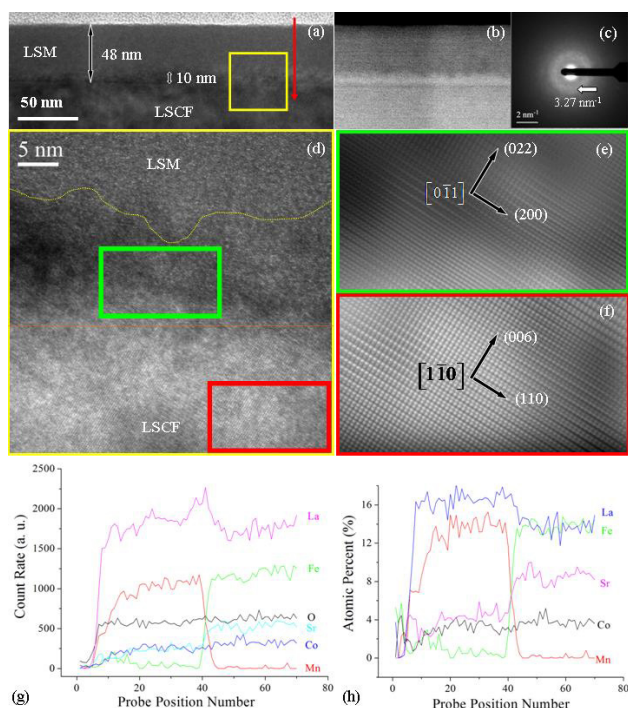 (a)
LSM
48 nm
10 nm
50 nm
LSCF
(b)
(c)
3.27 nm-1
2 nm-1
(d)
5 nm
LSM
LSCF
(e)
(022)
[01̄1]
(200)
(f)
(006)
[11̄0]
(110)
2500
2000
1500
1000
500
0
Count Rate (a. u.)
La
Fe
O
Sr
Co
Mn
0 20 40 60 80
Probe Position Number
(g)
16
12
8
4
0
Atomic Percent (%)
La
Fe
Sr
Co
Mn
0 20 40 60 80
Probe Position Number
(h)